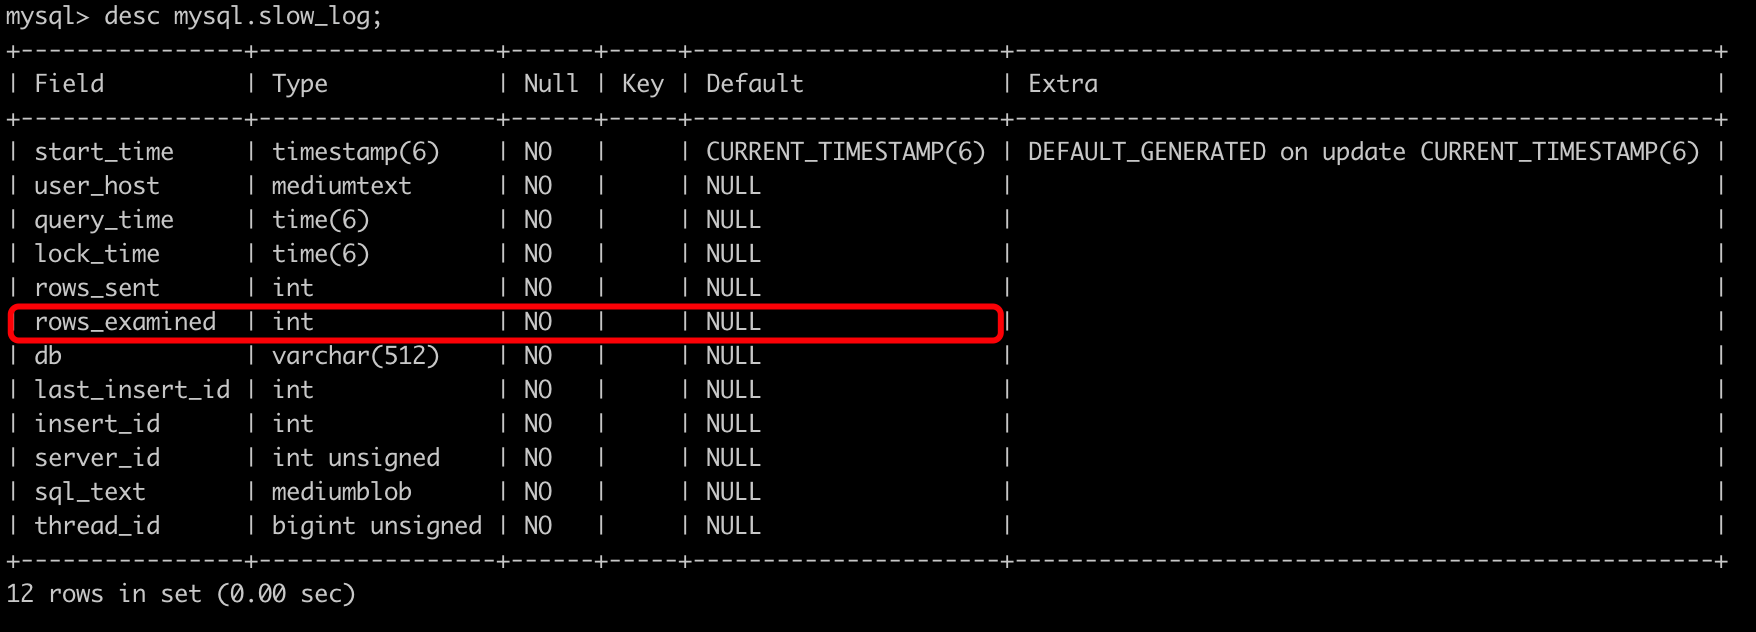 mysql> desc mysql.slow_log;
+----------------+-----------------+------+-----+----------------------+--------------------------------------------------+
| Field          | Type            | Null | Key | Default              | Extra                                            |
+----------------+-----------------+------+-----+----------------------+--------------------------------------------------+
| start_time     | timestamp(6)    | NO   |     | CURRENT_TIMESTAMP(6) | DEFAULT_GENERATED on update CURRENT_TIMESTAMP(6) |
| user_host      | mediumtext      | NO   |     | NULL                 |                                                  |
| query_time     | time(6)         | NO   |     | NULL                 |                                                  |
| lock_time      | time(6)         | NO   |     | NULL                 |                                                  |
| rows_sent      | int             | NO   |     | NULL                 |                                                  |
| rows_examined  | int             | NO   |     | NULL                 |                                                  |
| db             | varchar(512)    | NO   |     | NULL                 |                                                  |
| last_insert_id | int             | NO   |     | NULL                 |                                                  |
| insert_id      | int             | NO   |     | NULL                 |                                                  |
| server_id      | int unsigned    | NO   |     | NULL                 |                                                  |
| sql_text       | mediumblob      | NO   |     | NULL                 |                                                  |
| thread_id      | bigint unsigned | NO   |     | NULL                 |                                                  |
+----------------+-----------------+------+-----+----------------------+--------------------------------------------------+
12 rows in set (0.00 sec)